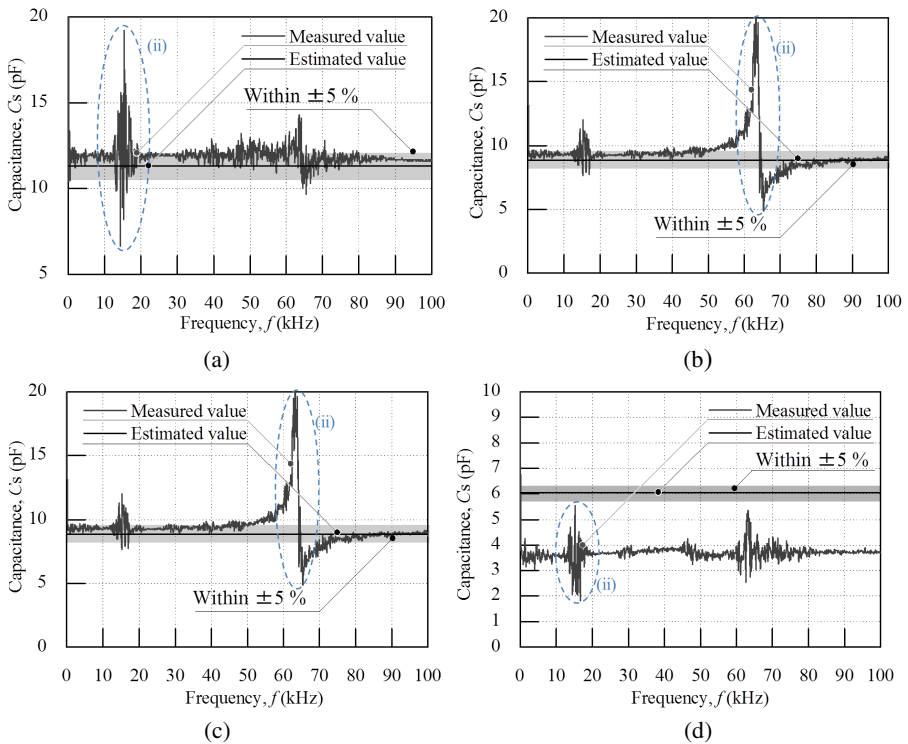 20
15
10
5
Capacitance, Cs (pF)
Measured value
Estimated value
Within ±5 %
(ii)
0 10 20 30 40 50 60 70 80 90 100
Frequency, f (kHz)
(a)
20
15
10
5
0
Capacitance, Cs (pF)
Measured value
Estimated value
(ii)
Within ±5 %
0 10 20 30 40 50 60 70 80 90 100
Frequency, f (kHz)
(b)
20
15
10
5
0
Capacitance, Cs (pF)
Measured value
Estimated value
(ii)
Within ±5 %
0 10 20 30 40 50 60 70 80 90 100
Frequency, f (kHz)
(c)
10
9
8
7
6
5
4
3
2
1
0
Capacitance, Cs (pF)
Measured value
Estimated value
Within ±5 %
(ii)
0 10 20 30 40 50 60 70 80 90 100
Frequency, f (kHz)
(d)